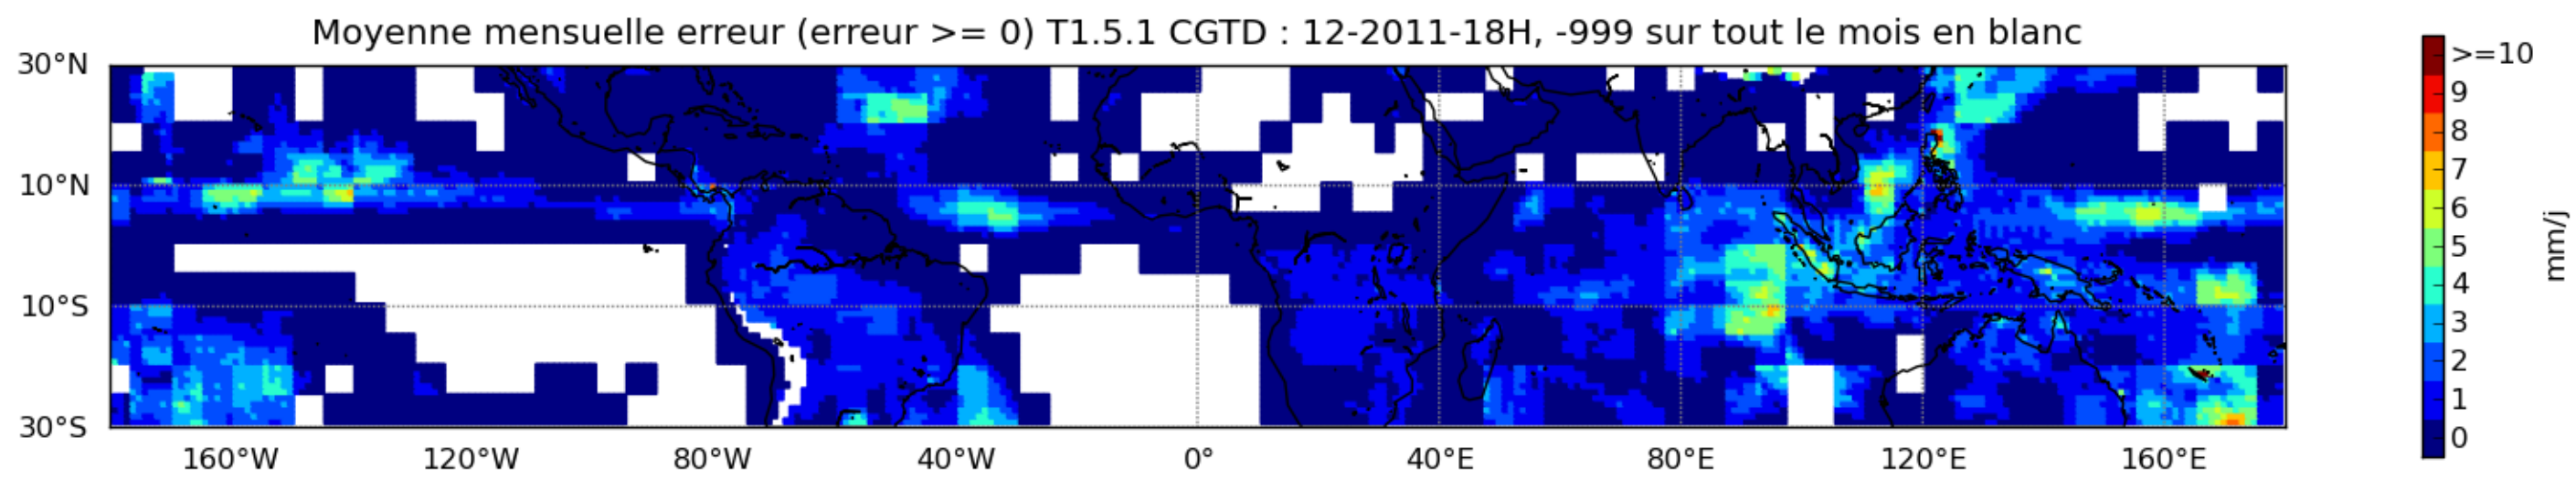 Moyenne mensuelle erreur (erreur >= 0) T1.5.1 CGTD : 12-2011-18H, -999 sur tout le mois en blanc
30°N
10°N
10°S
30°S
160°W 120°W 80°W 40°W 0° 40°E 80°E 120°E 160°E
>=10
9
8
7
6
5
4
3
2
1
0
mm/j